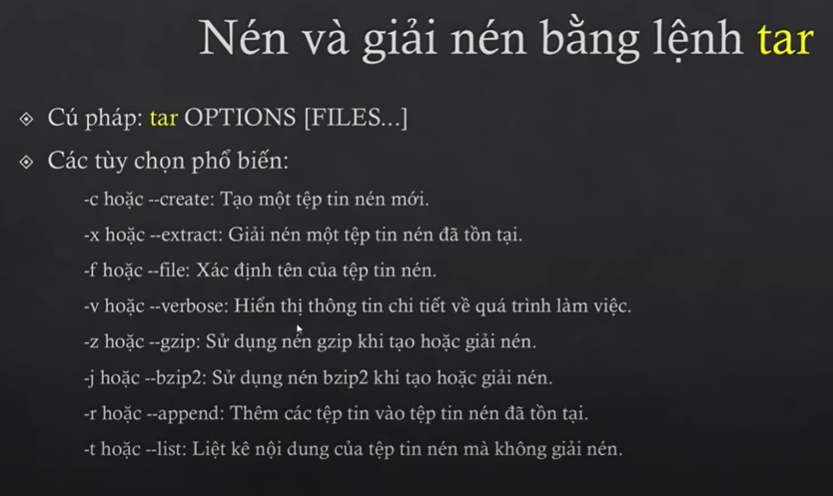 Nén và giải nén bằng lệnh tar
Cú pháp: tar OPTIONS [FILES...]
Các tùy chọn phổ biến:
-c hoặc --create: Tạo một tệp tin nén mới.
-x hoặc --extract: Giải nén một tệp tin nén đã tồn tại.
-f hoặc --file: Xác định tên của tệp tin nén.
-v hoặc --verbose: Hiển thị thông tin chi tiết về quá trình làm việc.
-z hoặc --gzip: Sử dụng nén gzip khi tạo hoặc giải nén.
-j hoặc --bzip2: Sử dụng nén bzip2 khi tạo hoặc giải nén.
-r hoặc --append: Thêm các tệp tin vào tệp tin nén đã tồn tại.
-t hoặc --list: Liệt kê nội dung của tệp tin nén mà không giải nén.